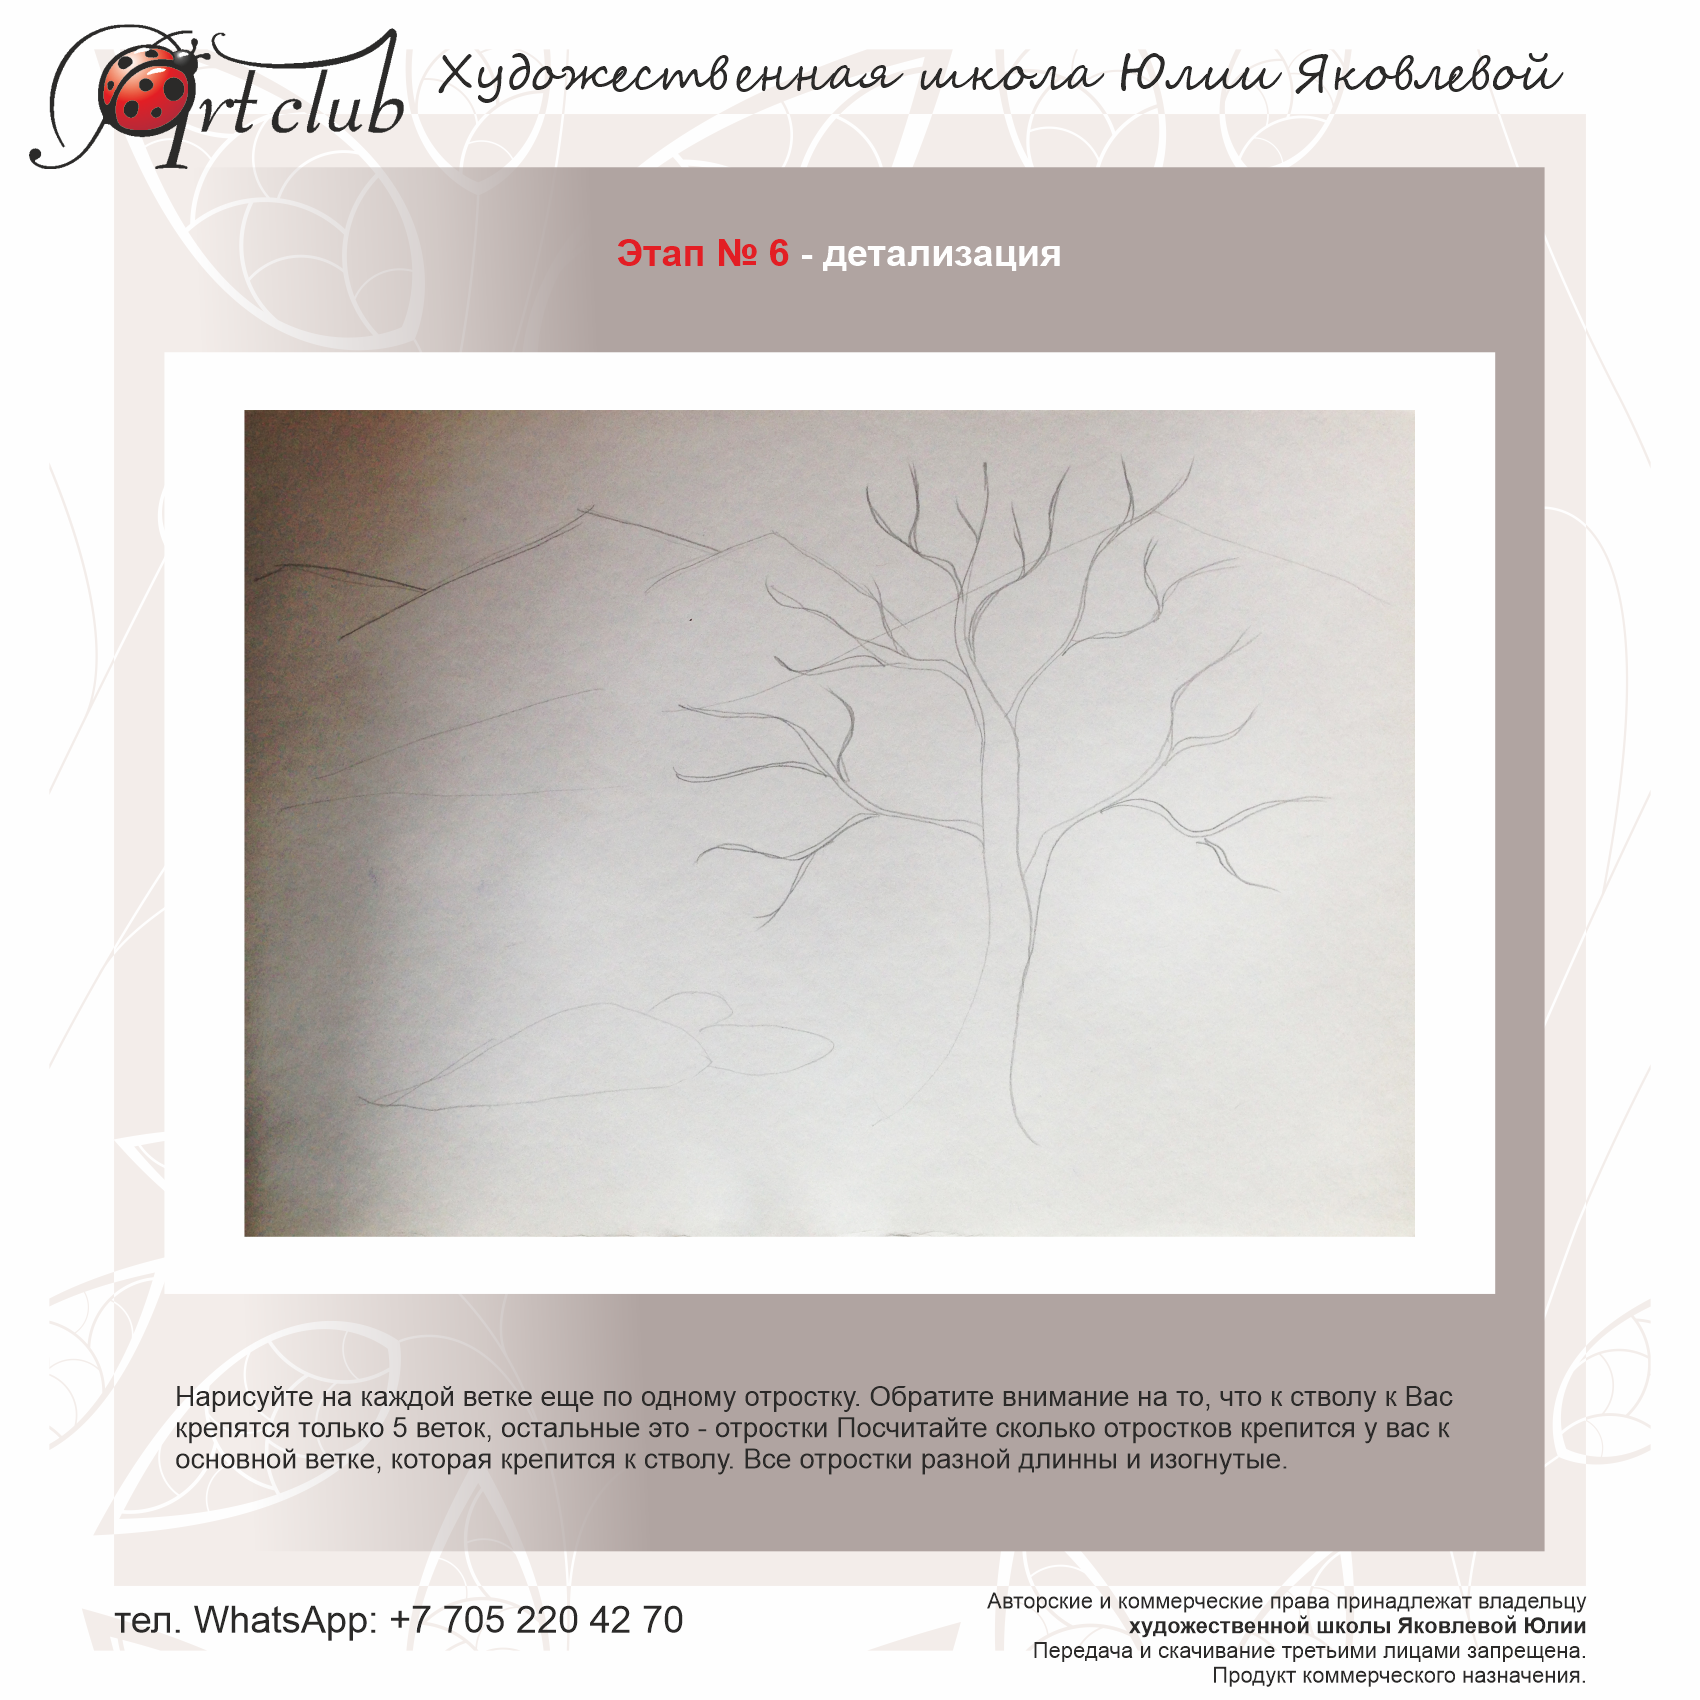 Art club
Художественная школа Юлии Яковлевой
Этап № 6 - детализация
Нарисуйте на каждой ветке еще по одному отростку. Обратите внимание на то, что к стволу к Вас
крепятся только 5 веток, остальные это - отростки Посчитайте сколько отростков крепится у вас к
основной ветке, которая крепится к стволу. Все отростки разной длинны и изогнутые.
тел. WhatsApp: +7 705 220 42 70
Авторские и коммерческие права принадлежат владельцу
художественной школы Яковлевой Юлии
Передача и скачивание третьими лицами запрещена.
Продукт коммерческого назначения.